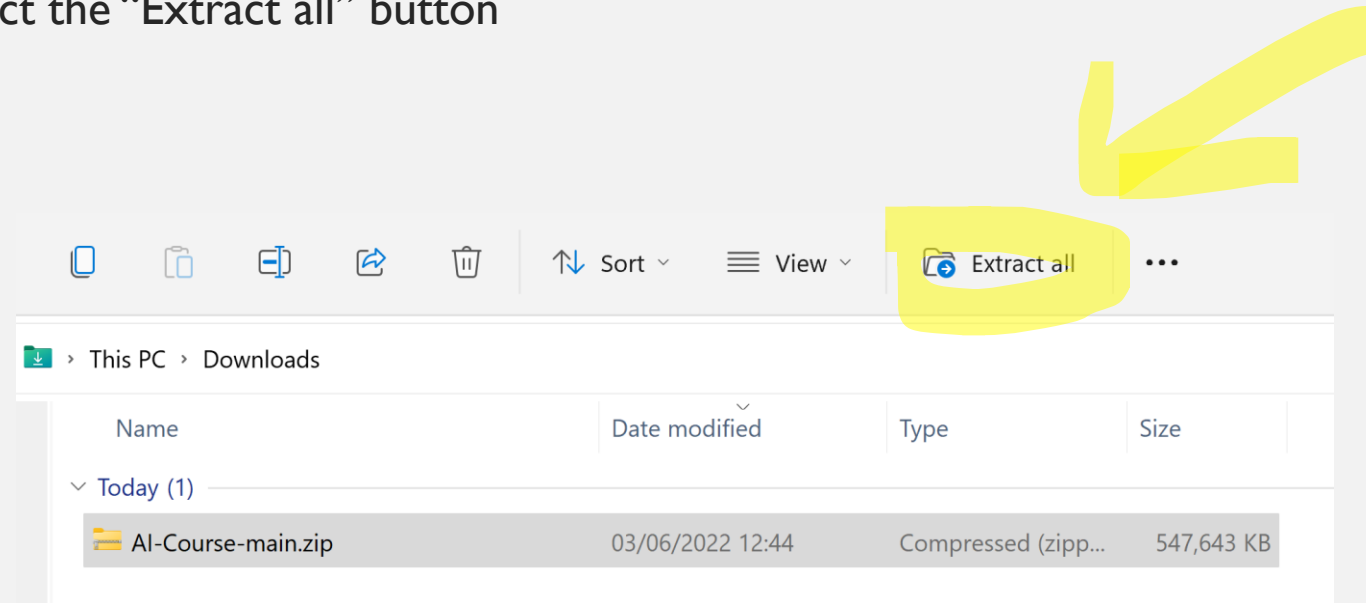 ct the “Extract all” button
Sort View Extract all
This PC › Downloads
Name Date modified Type Size
Today (1)
AI-Course-main.zip 03/06/2022 12:44 Compressed (zipp... 547,643 KB